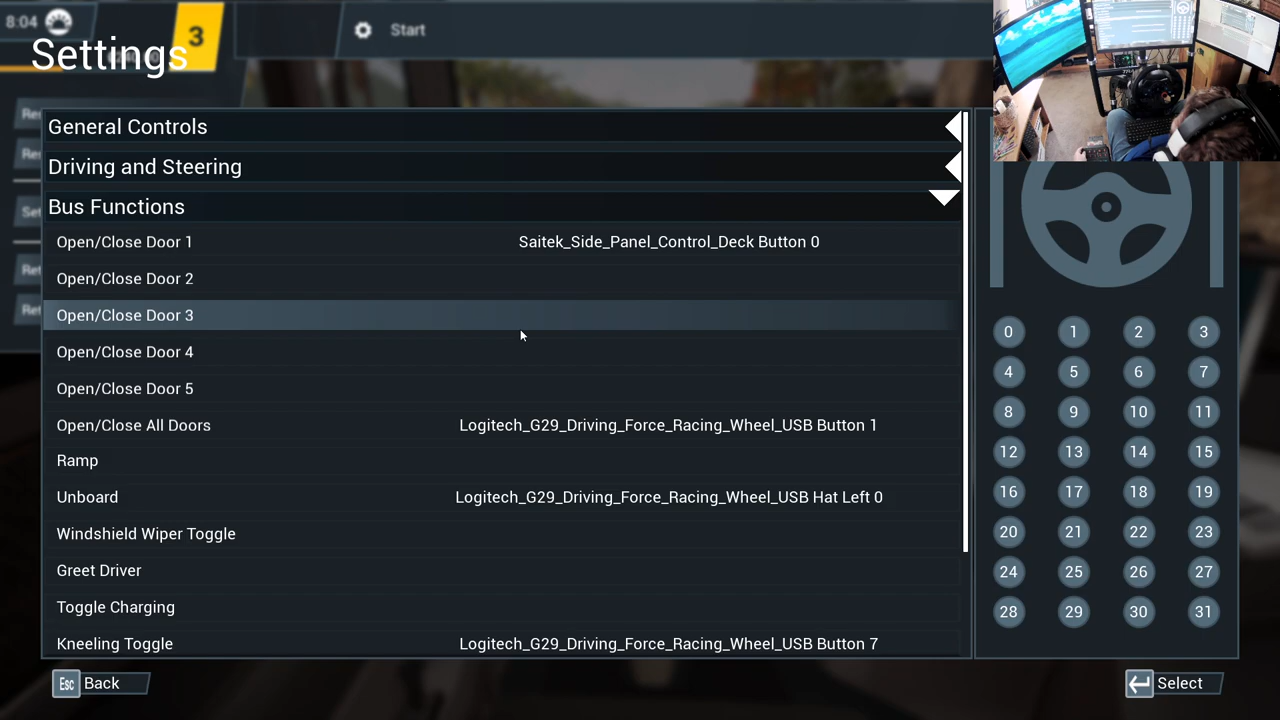 8:04
3
Start
Settings
General Controls
Driving and Steering
Bus Functions
Open/Close Door 1 Saitek_Side_Panel_Control_Deck Button 0
Open/Close Door 2
Open/Close Door 3
Open/Close Door 4
Open/Close Door 5
Open/Close All Doors Logitech_G29_Driving_Force_Racing_Wheel_USB Button 1
Ramp
Unboard Logitech_G29_Driving_Force_Racing_Wheel_USB Hat Left 0
Windshield Wiper Toggle
Greet Driver
Toggle Charging
Kneeling Toggle Logitech_G29_Driving_Force_Racing_Wheel_USB Button 7
0 1 2 3
4 5 6 7
8 9 10 11
12 13 14 15
16 17 18 19
20 21 22 23
24 25 26 27
28 29 30 31
Esc Back
Select